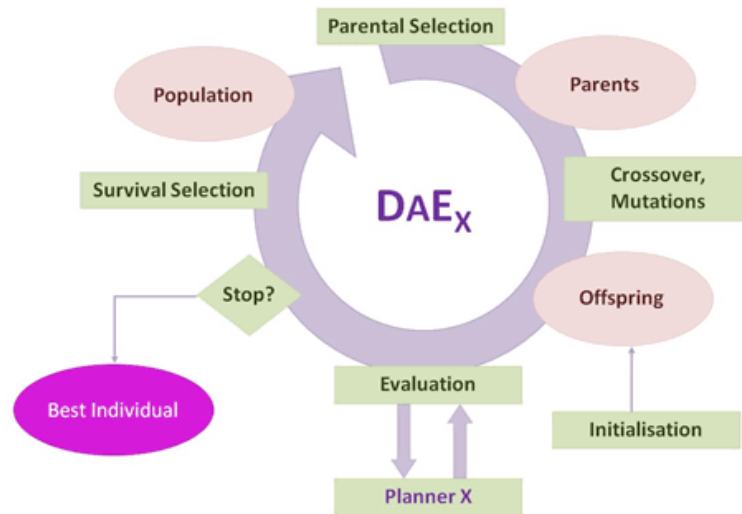 Parental Selection
Population
Parents
Survival Selection
DAEX
Crossover,
Mutations
Stop?
Offspring
Best Individual
Evaluation
Initialisation
Planner X